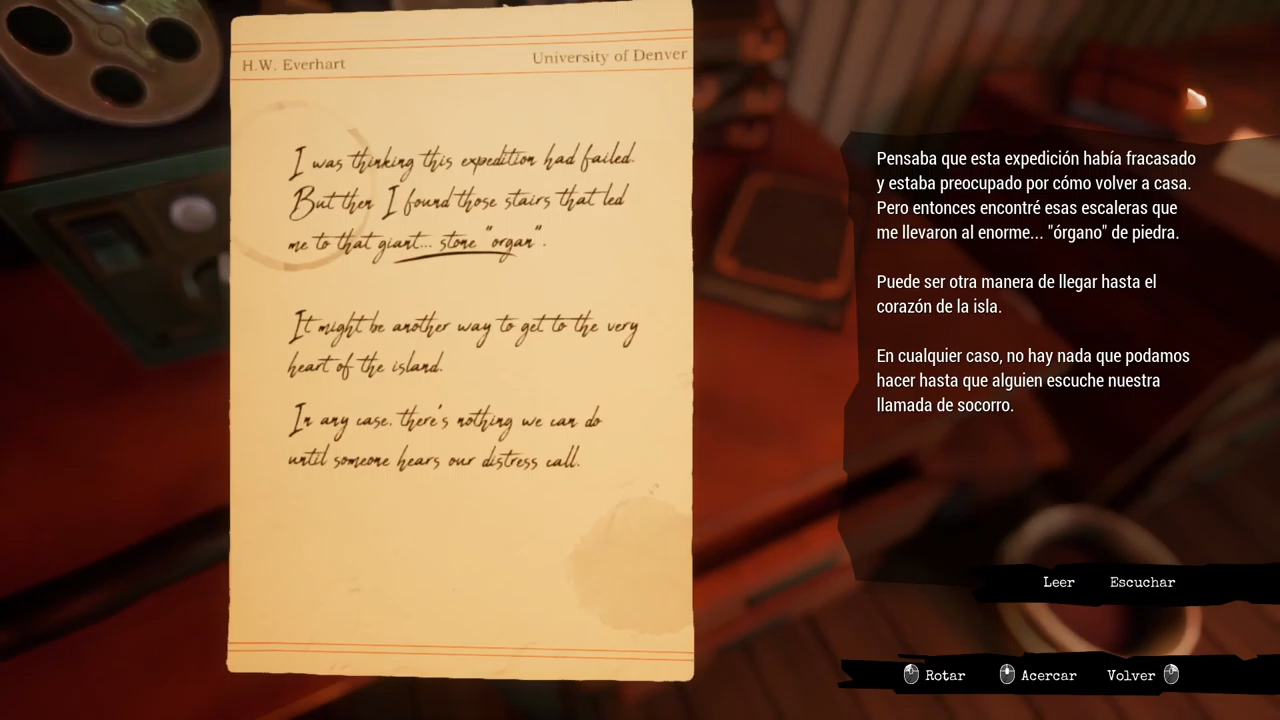 H.W. Everhart
University of Denver
I was thinking this expedition had failed.
But then I found those stairs that led
me to that giant... stone "organ".
It might be another way to get to the very
heart of the island.
In any case, there's nothing we can do
until someone hears our distress call.
Pensaba que esta expedición había fracasado
y estaba preocupado por cómo volver a casa.
Pero entonces encontré esas escaleras que
me llevaron al enorme... "órgano" de piedra.
Puede ser otra manera de llegar hasta el
corazón de la isla.
En cualquier caso, no hay nada que podamos
hacer hasta que alguien escuche nuestra
llamada de socorro.
Leer
Escuchar
Rotar
Acercar
Volver